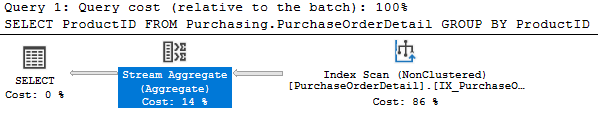 Query 1: Query cost (relative to the batch): 100%
SELECT ProductID FROM Purchasing.PurchaseOrderDetail GROUP BY ProductID
SELECT
Cost: 0 %
Stream Aggregate
(Aggregate)
Cost: 14 %
Index Scan (NonClustered)
[PurchaseOrderDetail].[IX_PurchaseO…
Cost: 86 %